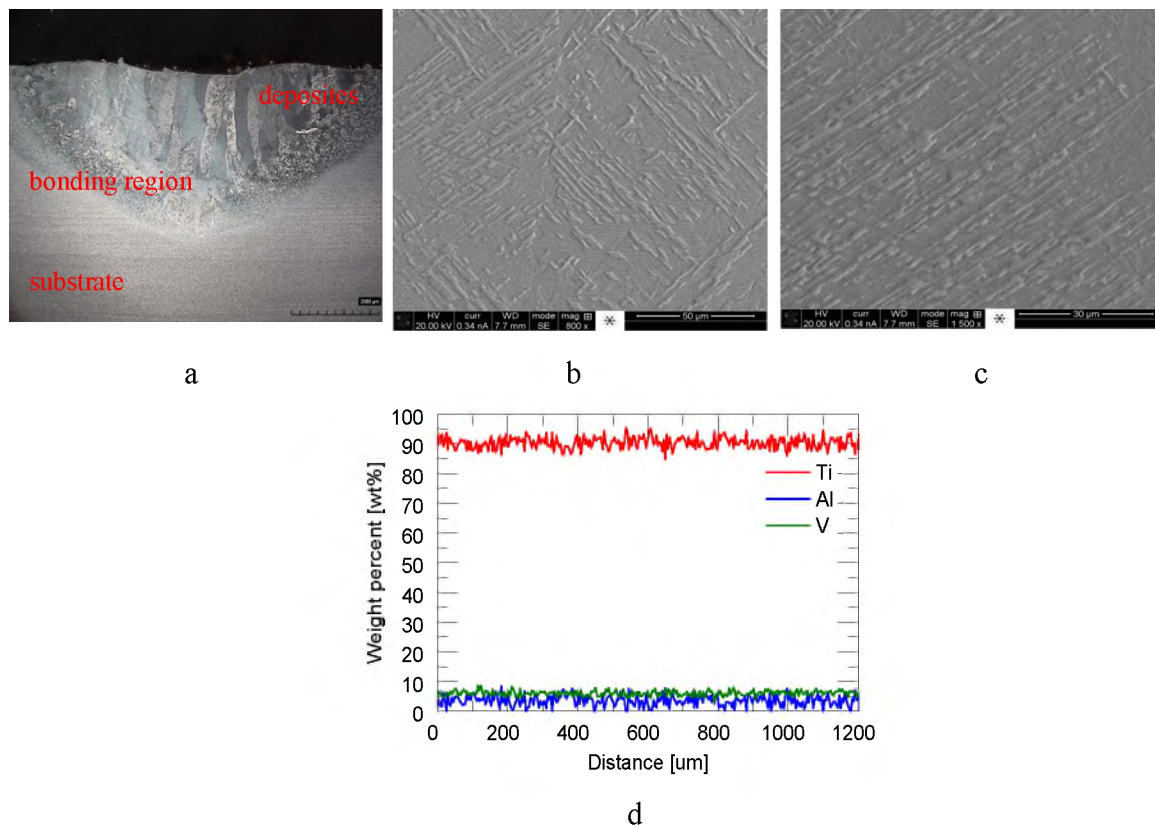 deposites
bonding region
substrate
2000 µm
HV curr WD mode mag ⊞
20.00 kV 0.34 nA 7.7 mm SE 800 x
50 µm
HV curr WD mode mag ⊞
20.00 kV 0.34 nA 7.7 mm SE 1 500 x
30 µm
a
b
c
Weight percent [wt%]
100
90
80
70
60
50
40
30
20
10
0
Ti
Al
V
0 200 400 600 800 1000 1200
Distance [um]
d